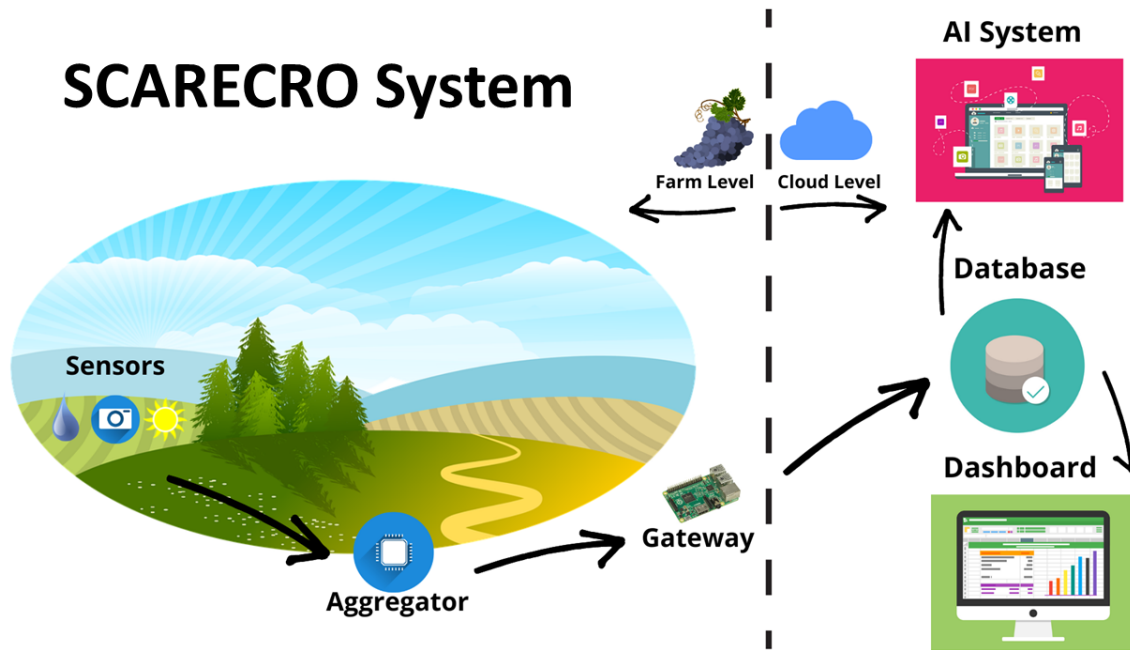 SCARECRO System
AI System
Farm Level
Cloud Level
Database
Sensors
Dashboard
Gateway
Aggregator